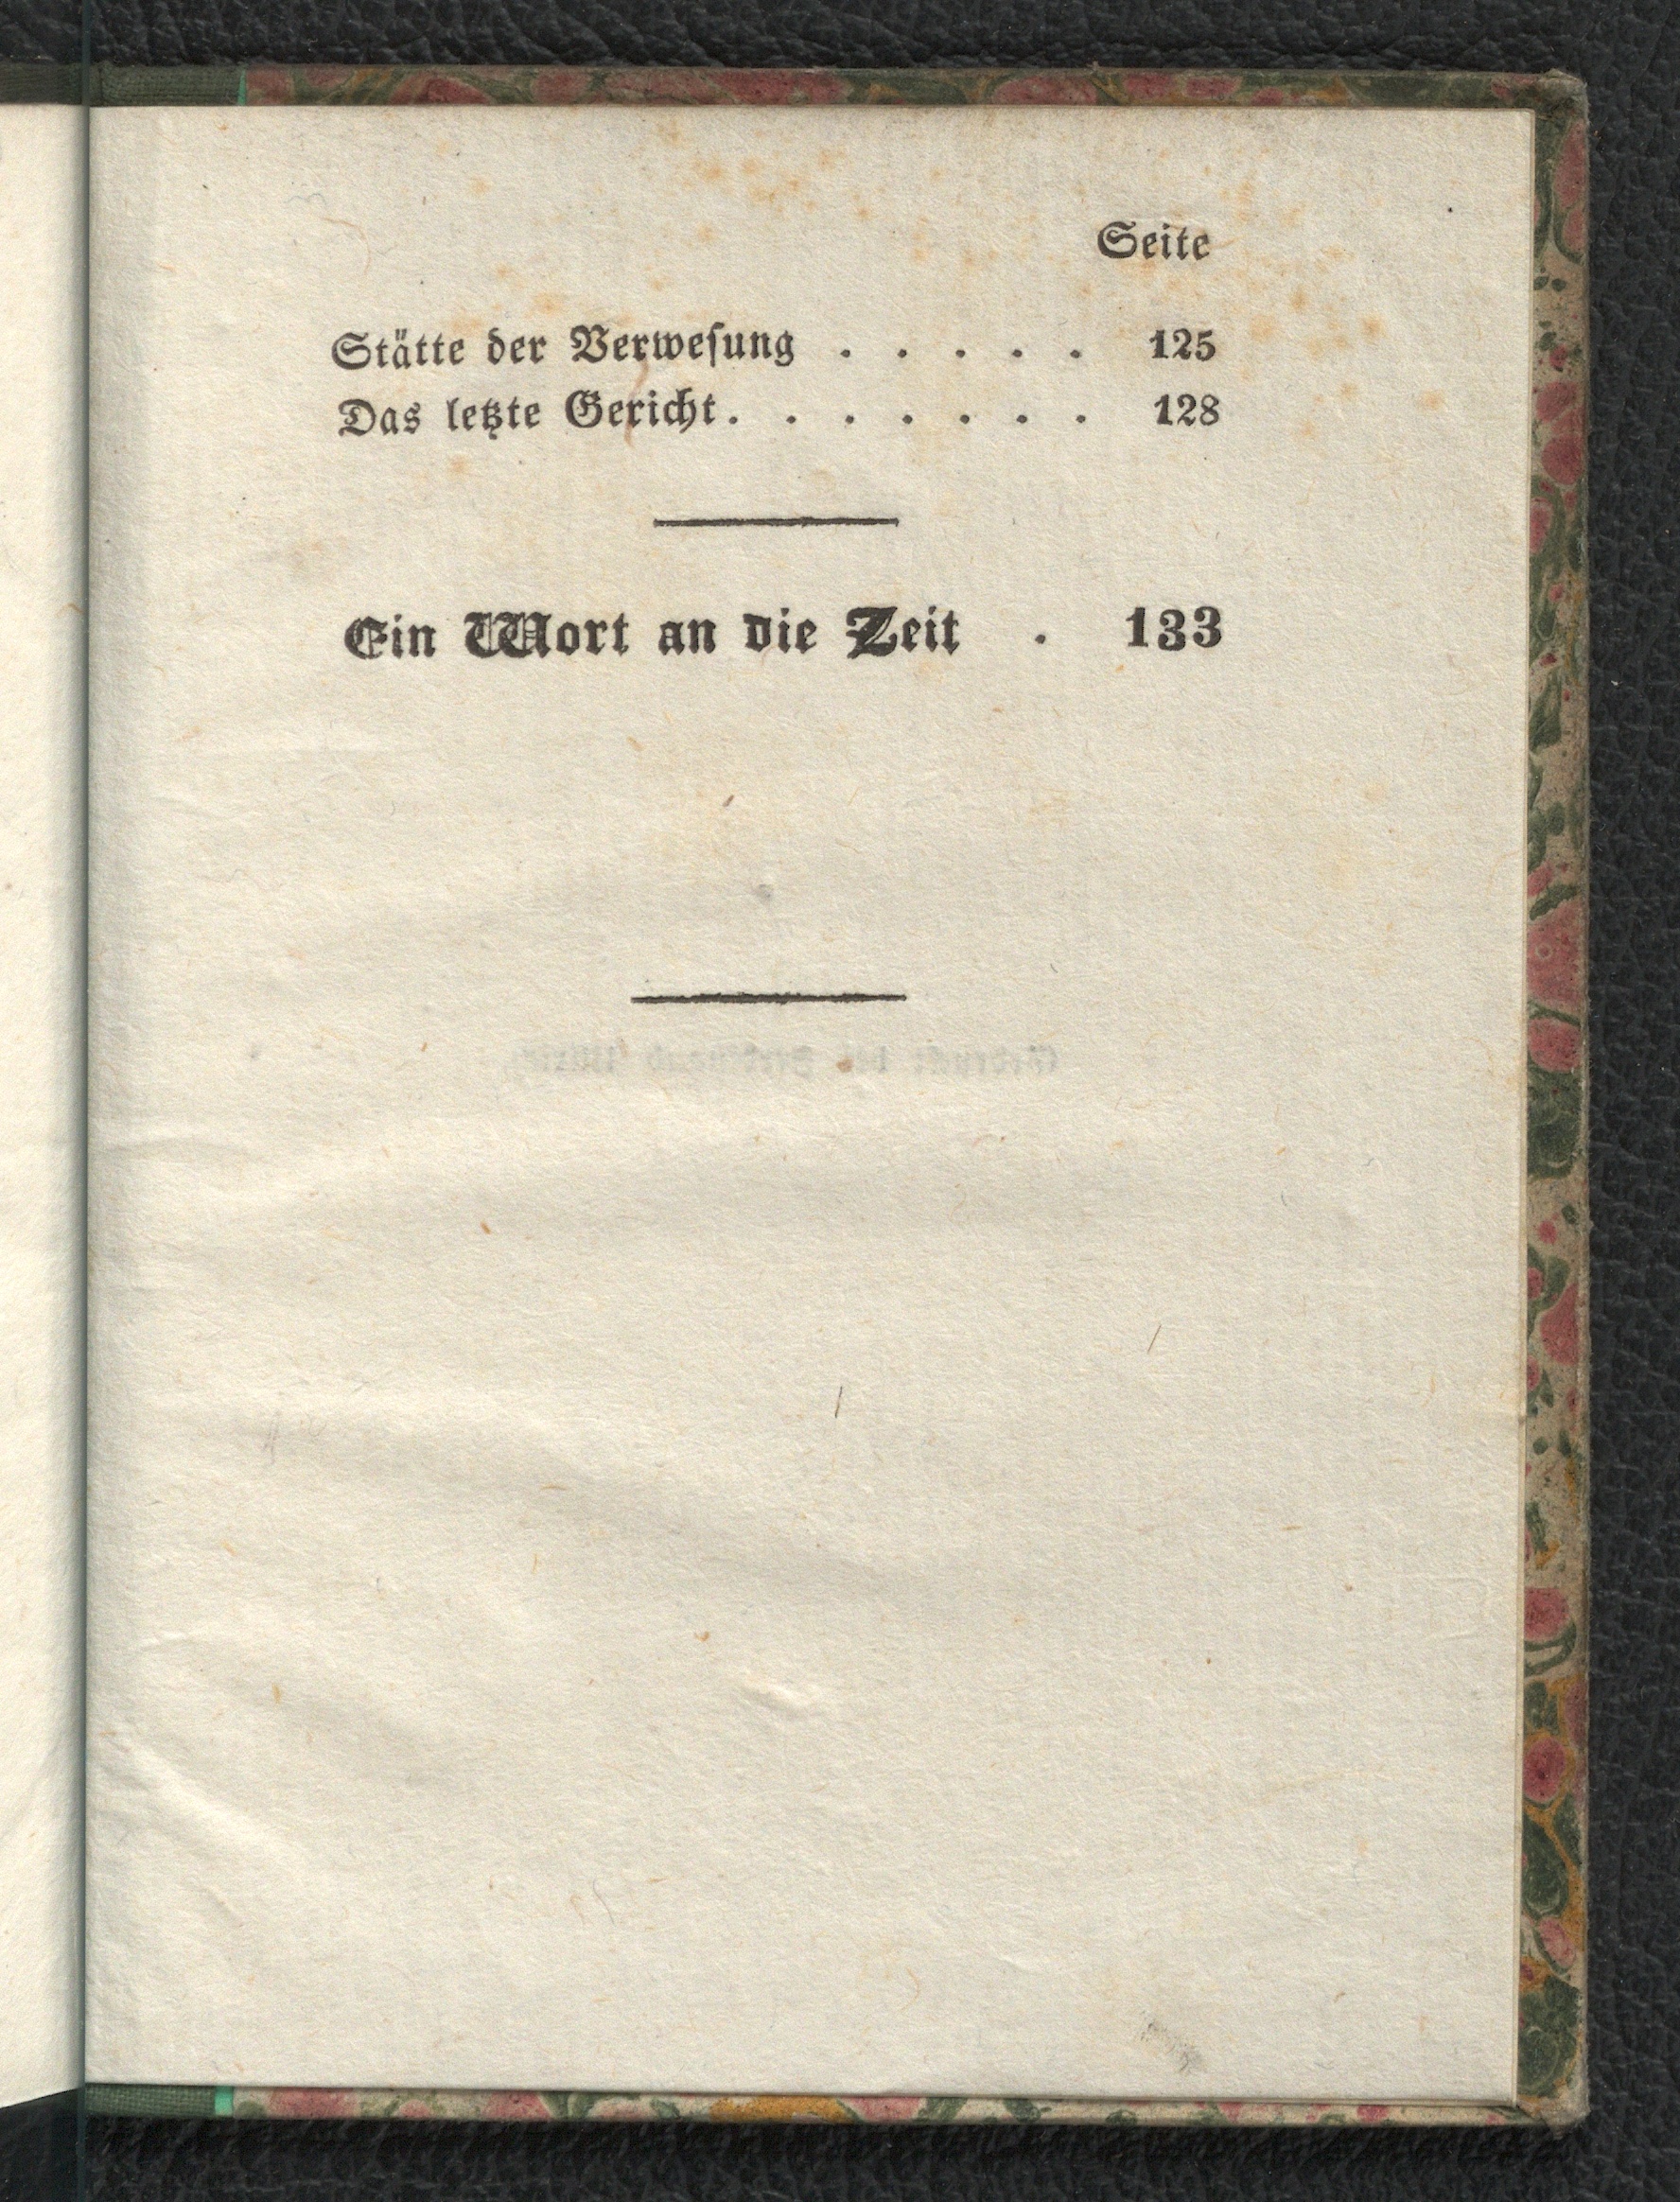 Seite
Stätte der Verweſung . . . . . 125
Das letzte Gericht . . . . . . . 128
Ein Wort an die Zeit . 133